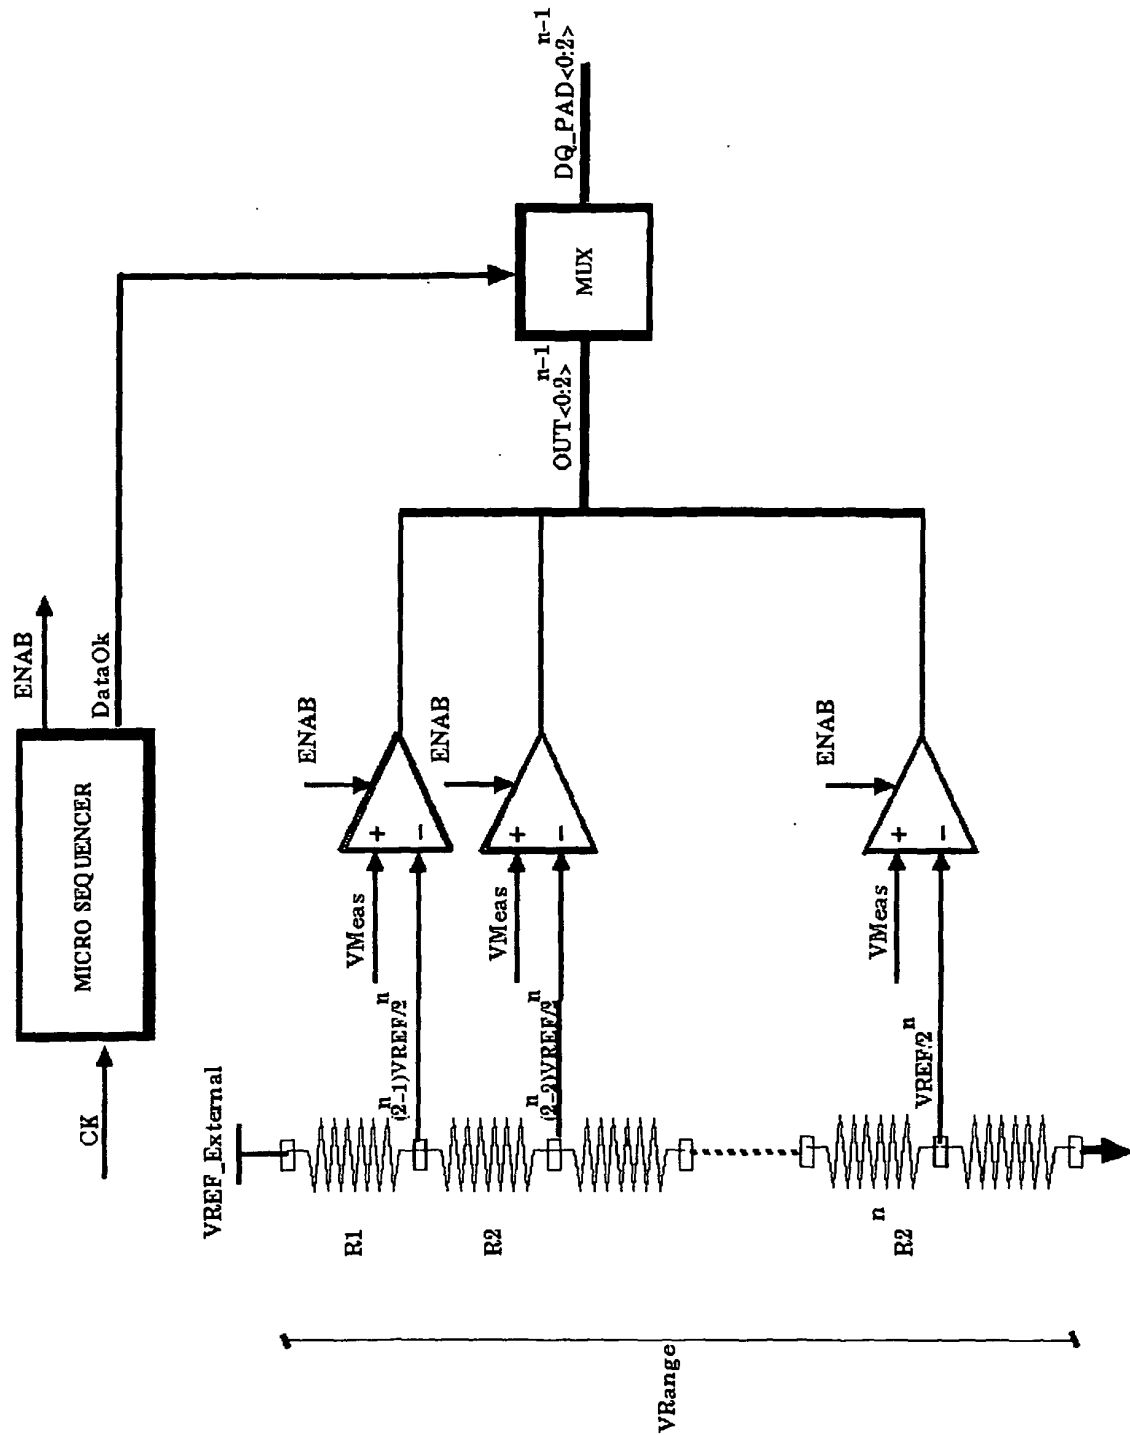 CK
MICRO SEQUENCER
ENAB
DataOk
VREF_External
R1
R2
n
R2
VRange
n n
(2-1)VREF/2
n n
(2-2)VREF/2
n
VREF/2
VMeas
+
-
ENAB
VMeas
+
-
ENAB
VMeas
+
-
ENAB
n-1
OUT<0:2>
MUX
n-1
DQ_PAD<0:2>